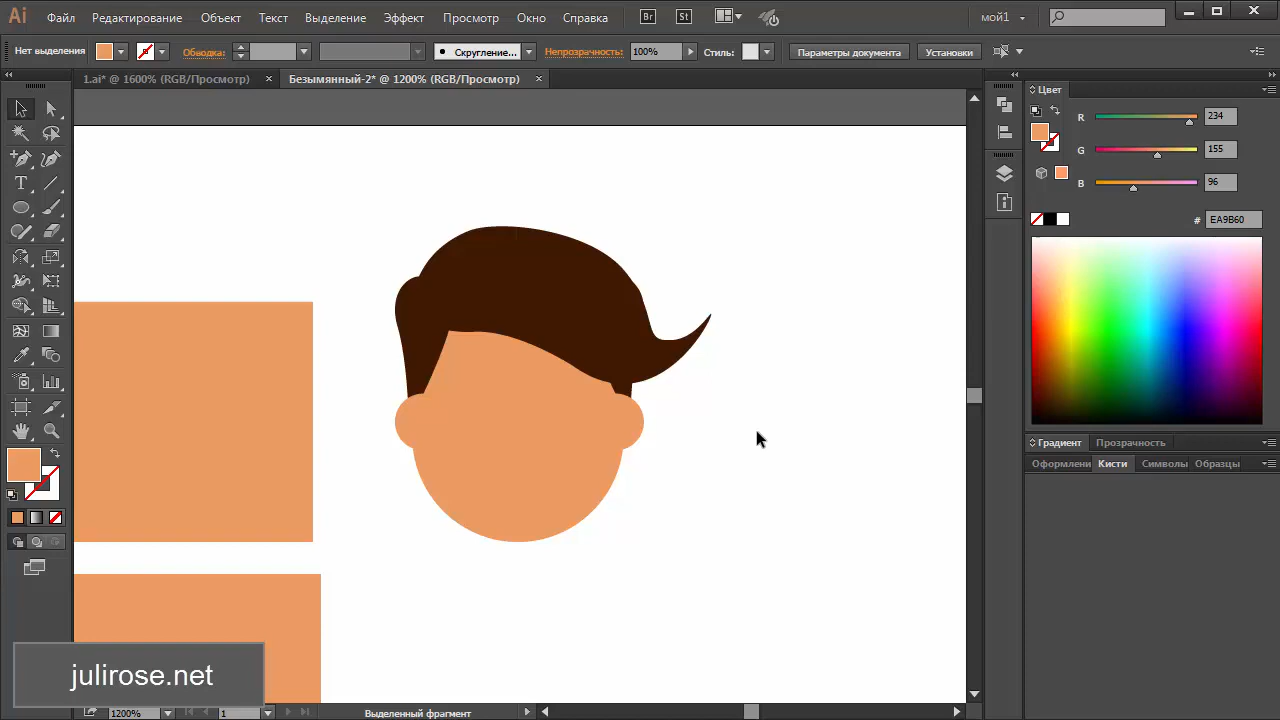 Ai Файл Редактирование Объект Текст Выделение Эффект Просмотр Окно Справка Br St мой1
Нет выделения Обводка: Скругление... Непрозрачность: 100% Стиль: Параметры документа Установки
1.ai* @ 1600% (RGB/Просмотр) × Безымянный-2* @ 1200% (RGB/Просмотр) ×
Цвет
R 234
G 155
B 96
# EA9B60
Градиент Прозрачность
Оформлени Кисти Символы Образцы
T
julirose.net
1200% 1 Выделенный фрагмент